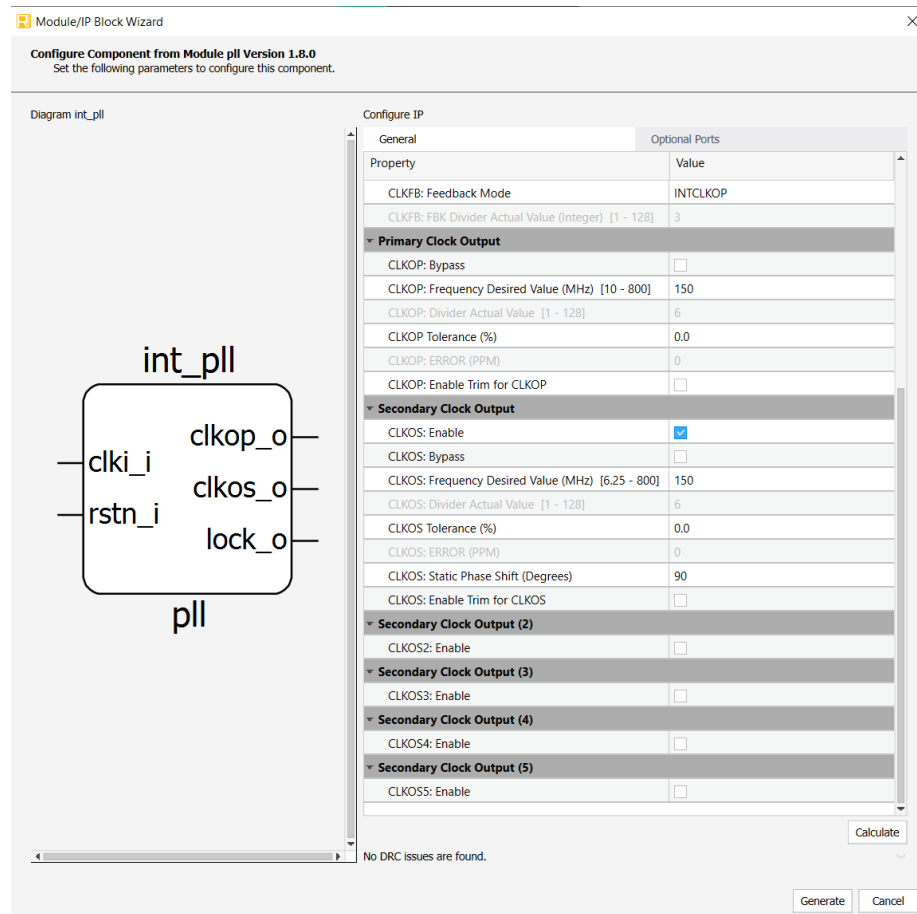 Module/IP Block Wizard
Configure Component from Module pll Version 1.8.0
Set the following parameters to configure this component.
Diagram int_pll
int_pll
clki_i
rstn_i
clkop_o
clkos_o
lock_o
pll
Configure IP
General Optional Ports
Property Value
CLKFB: Feedback Mode INTCLKOP
CLKFB: FBK Divider Actual Value (Integer) [1 - 128] 3
Primary Clock Output
CLKOP: Bypass
CLKOP: Frequency Desired Value (MHz) [10 - 800] 150
CLKOP: Divider Actual Value [1 - 128] 6
CLKOP Tolerance (%) 0.0
CLKOP: ERROR (PPM) 0
CLKOP: Enable Trim for CLKOP
Secondary Clock Output
CLKOS: Enable
CLKOS: Bypass
CLKOS: Frequency Desired Value (MHz) [6.25 - 800] 150
CLKOS: Divider Actual Value [1 - 128] 6
CLKOS Tolerance (%) 0.0
CLKOS: ERROR (PPM) 0
CLKOS: Static Phase Shift (Degrees) 90
CLKOS: Enable Trim for CLKOS
Secondary Clock Output (2)
CLKOS2: Enable
Secondary Clock Output (3)
CLKOS3: Enable
Secondary Clock Output (4)
CLKOS4: Enable
Secondary Clock Output (5)
CLKOS5: Enable
Calculate
No DRC issues are found.
Generate Cancel